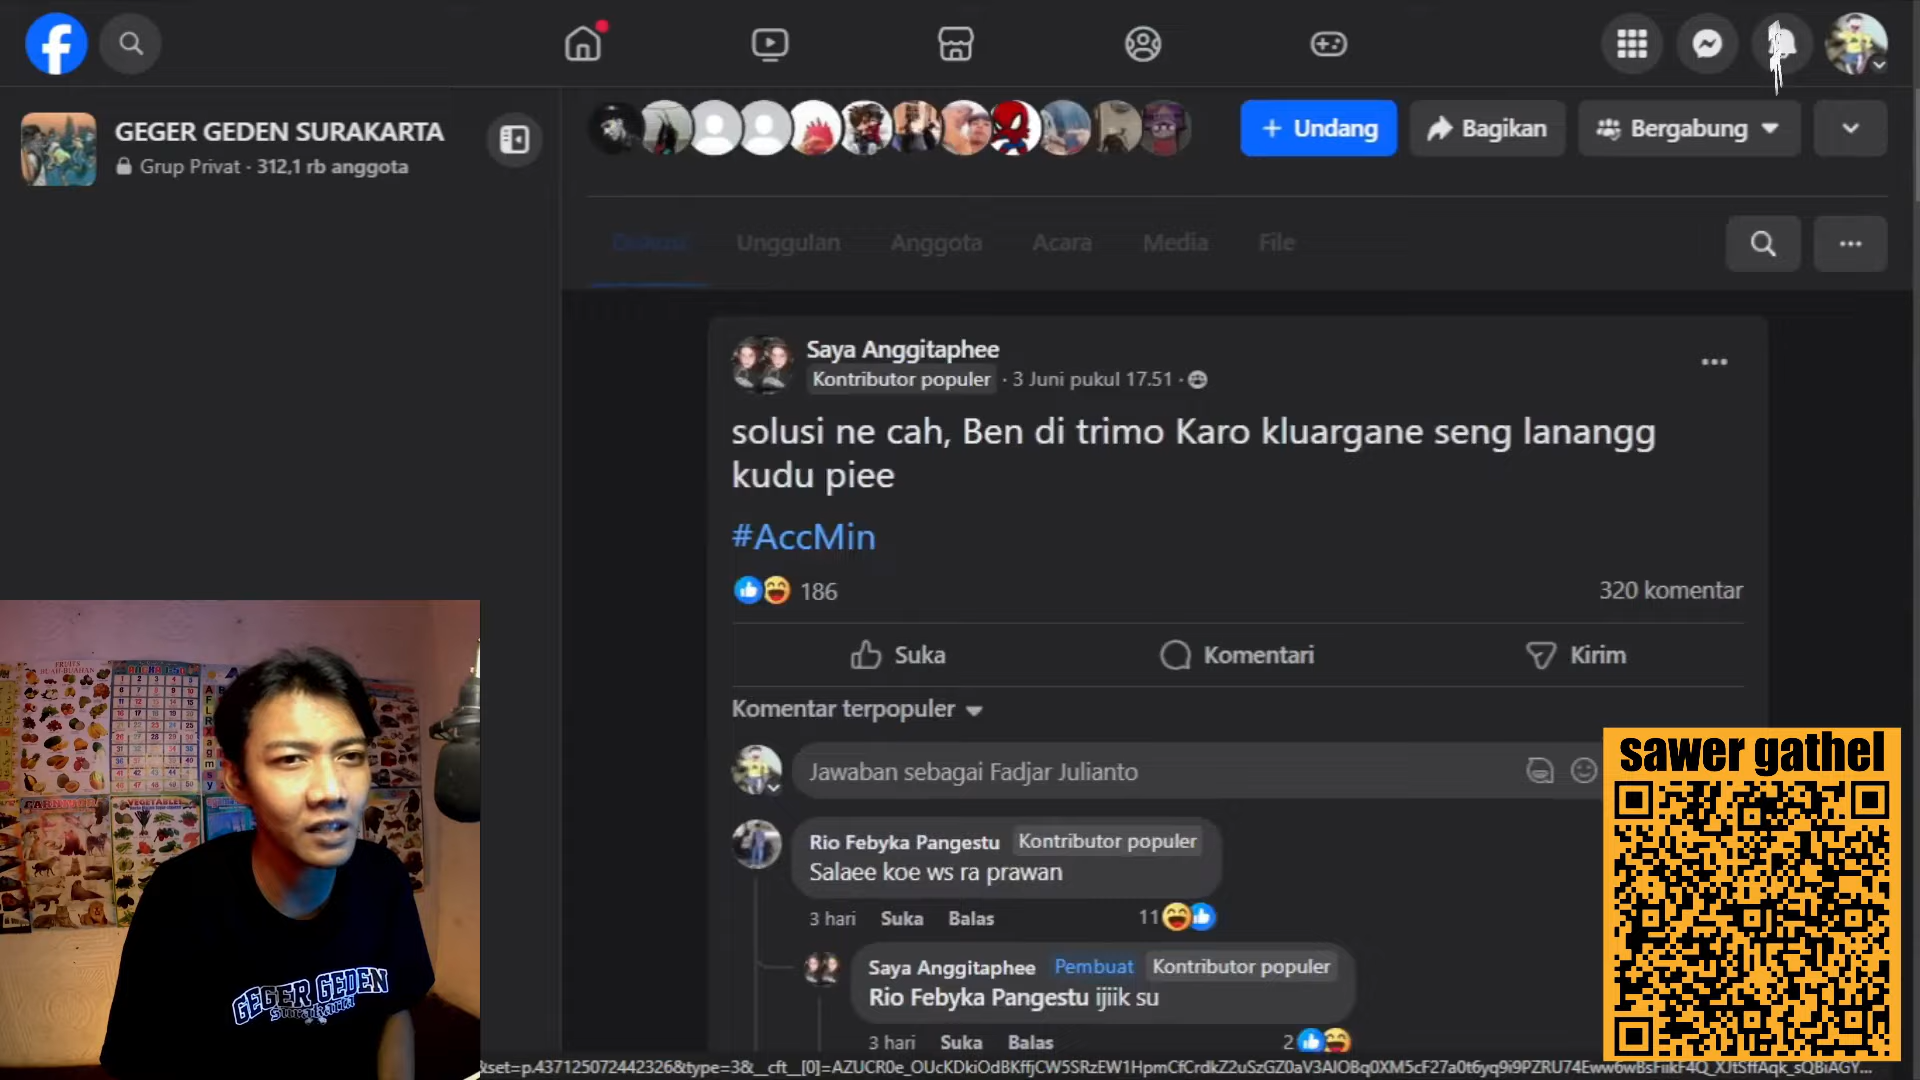 GEGER GEDEN SURAKARTA
Grup Privat · 312,1 rb anggota
+ Undang
Bagikan
Bergabung
Diskusi
Unggulan
Anggota
Acara
Media
File
Saya Anggitaphee
Kontributor populer · 3 Juni pukul 17.51 ·
solusi ne cah, Ben di trimo Karo kluargane seng lanangg
kudu piee
#AccMin
186
320 komentar
Suka
Komentari
Kirim
Komentar terpopuler
Jawaban sebagai Fadjar Julianto
Rio Febyka Pangestu Kontributor populer
Salaee koe ws ra prawan
3 hari Suka Balas 11
Saya Anggitaphee Pembuat Kontributor populer
Rio Febyka Pangestu ijiik su
3 hari Suka Balas 2
sawer gathel
FRUITS
BUAH-BUAHAN
VEGETABLES
GEGER GEDEN
surakarta